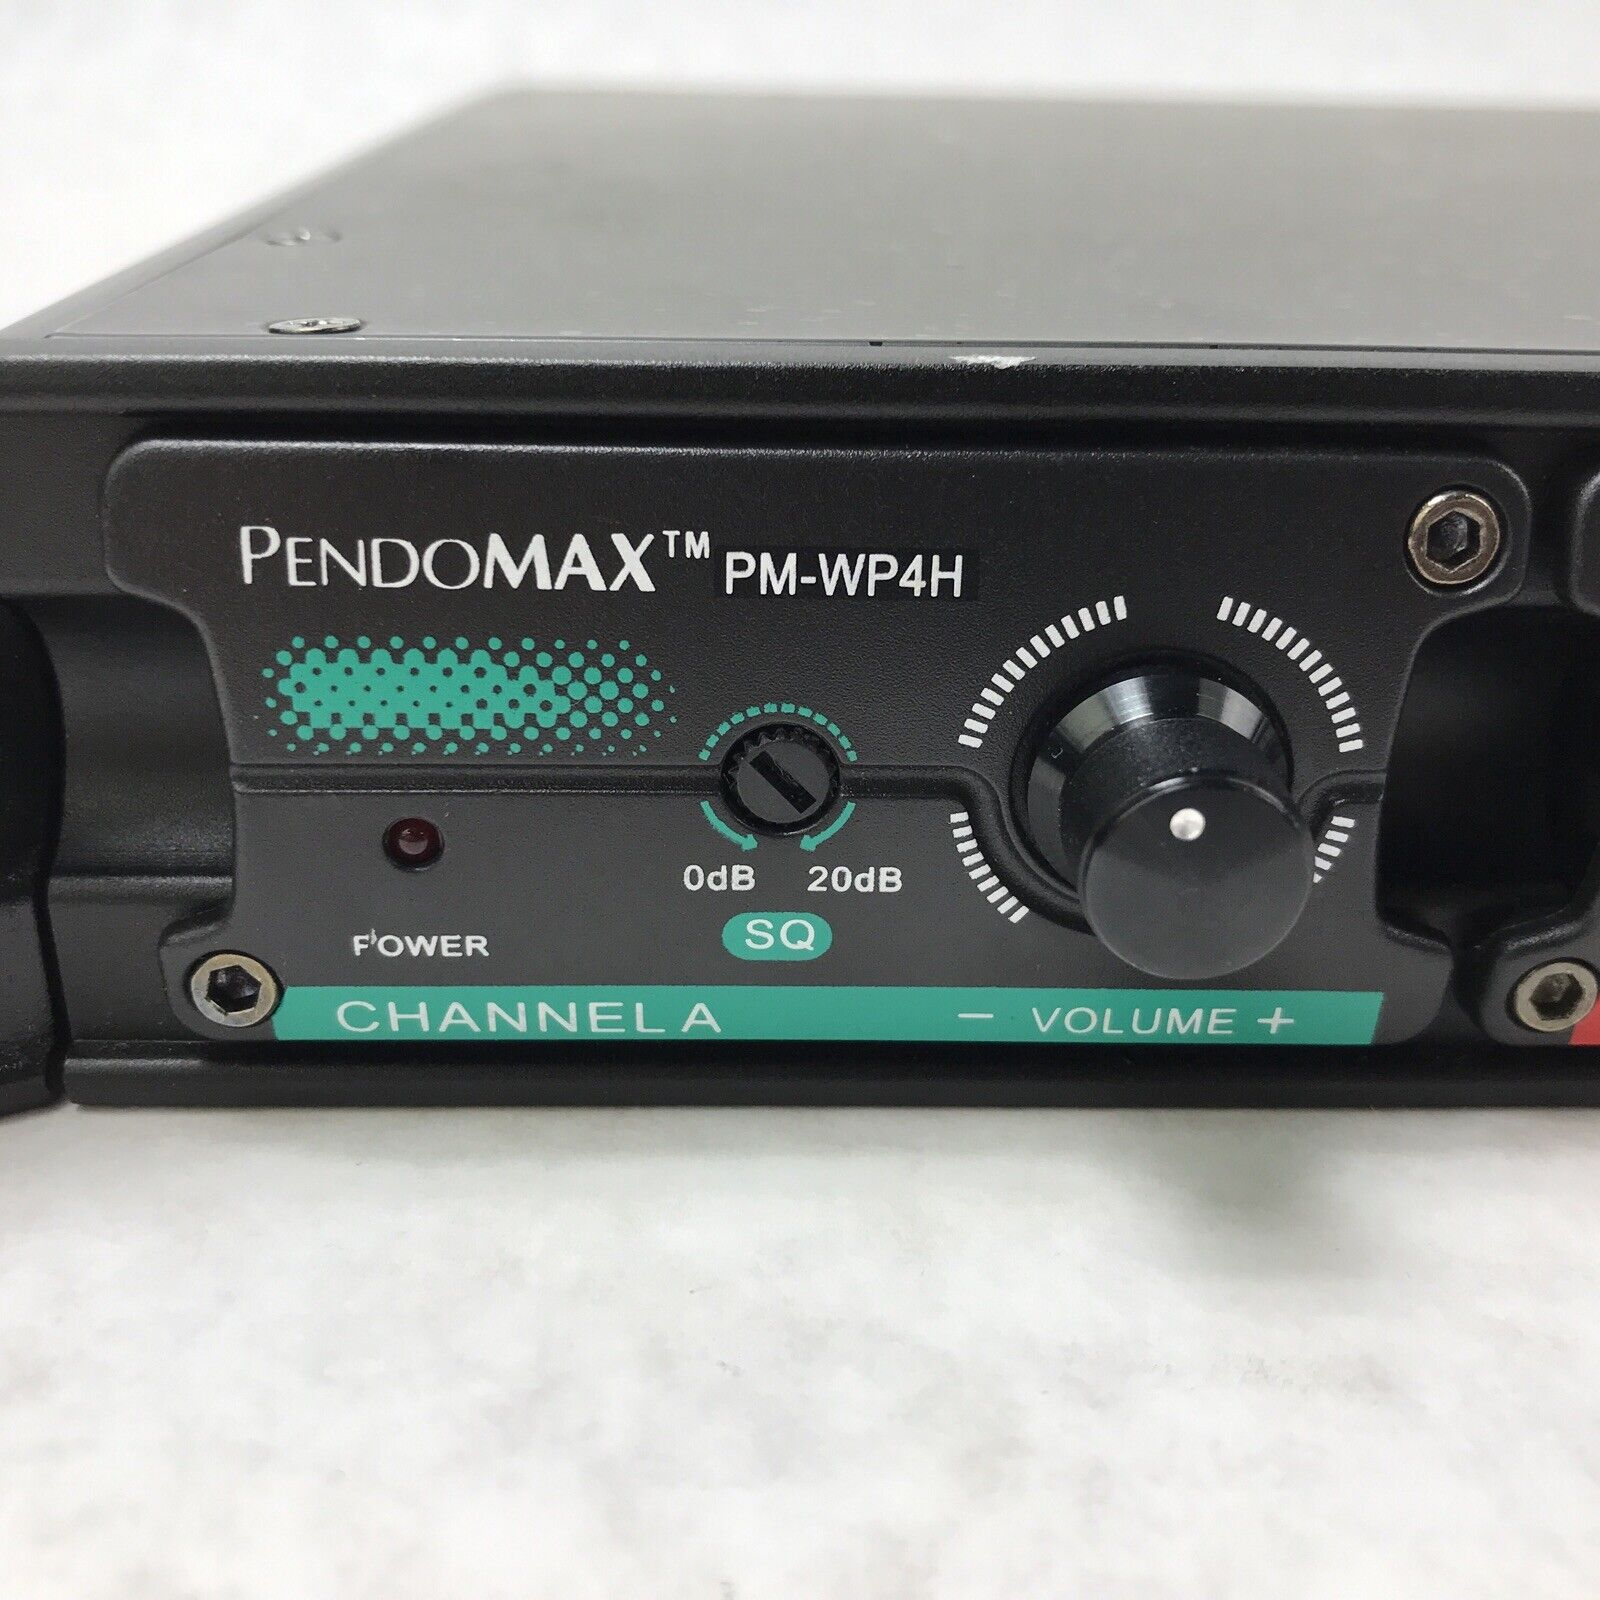 PENDOMAX™ PM-WP4H
0dB 20dB
SQ
POWER
CHANNEL A
- VOLUME +